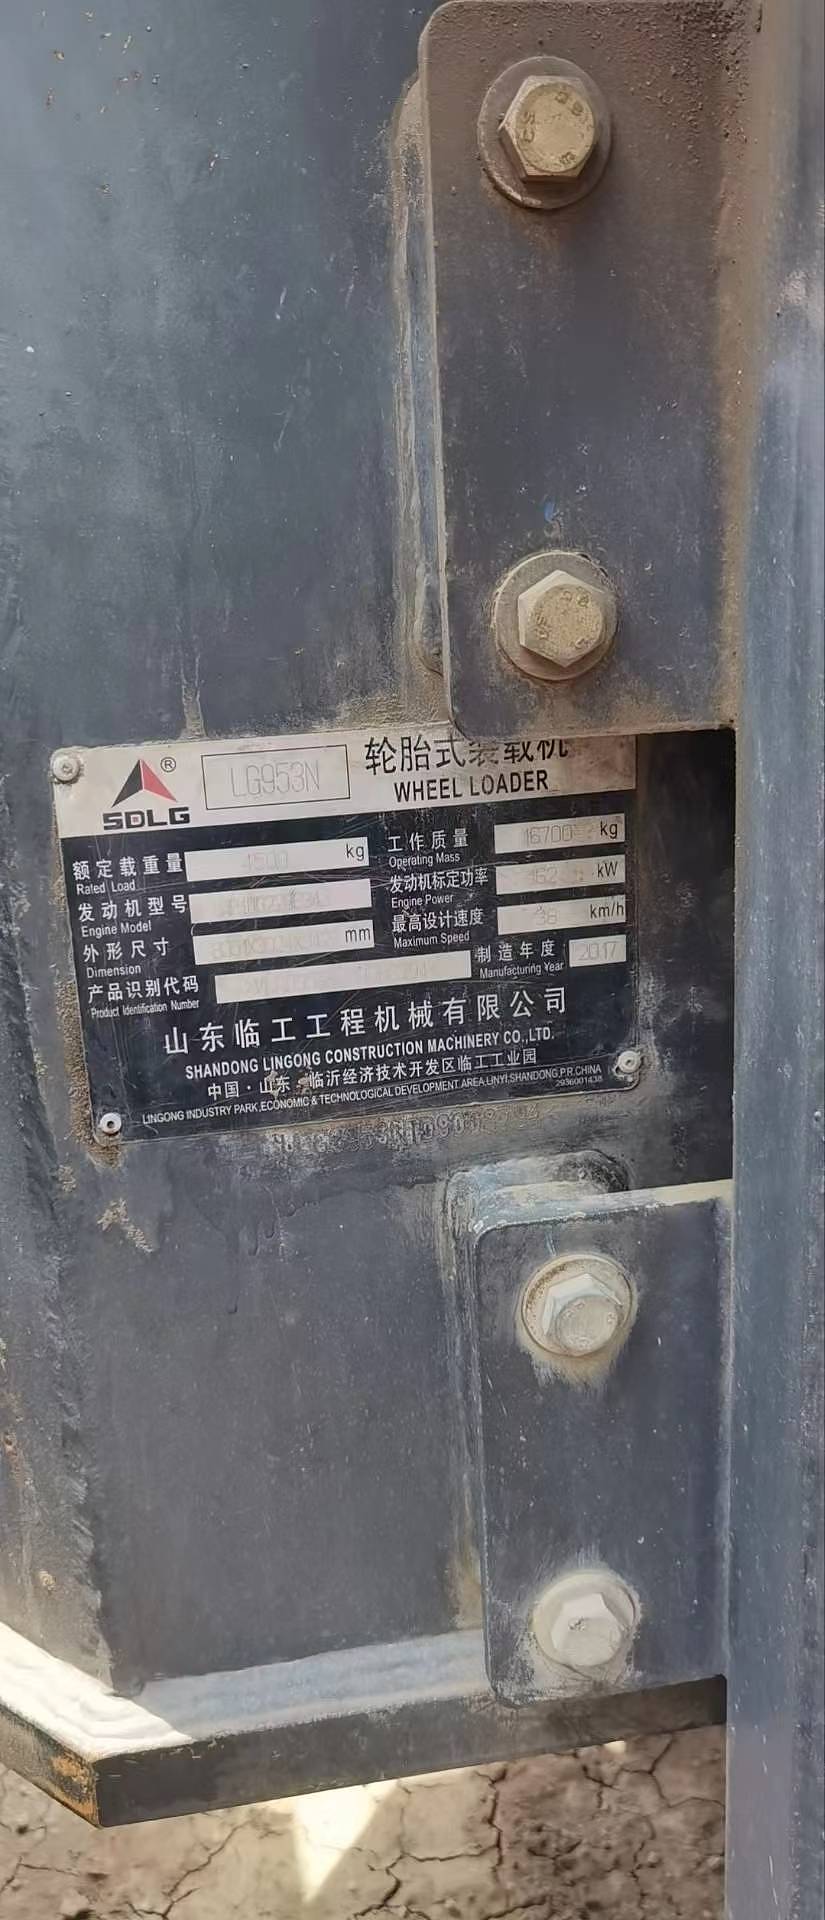 轮胎式装载机
SDLG ® LG953N WHEEL LOADER
额定载重量 kg 工作质量 16700 kg
Rated Load Operating Mass
发动机型号 发动机标定功率 162 kW
Engine Model Engine Power
外形尺寸 mm 最高设计速度 38 km/h
Dimension Maximum Speed
产品识别代码 制造年度 2017
Product Identification Number Manufacturing Year
山东临工工程机械有限公司
SHANDONG LINGONG CONSTRUCTION MACHINERY CO.,LTD.
中国·山东·临沂经济技术开发区临工工业园
LINGONG INDUSTRY PARK,ECONOMIC & TECHNOLOGICAL DEVELOPMENT AREA,LINYI,SHANDONG,P.R.CHINA
2936001438